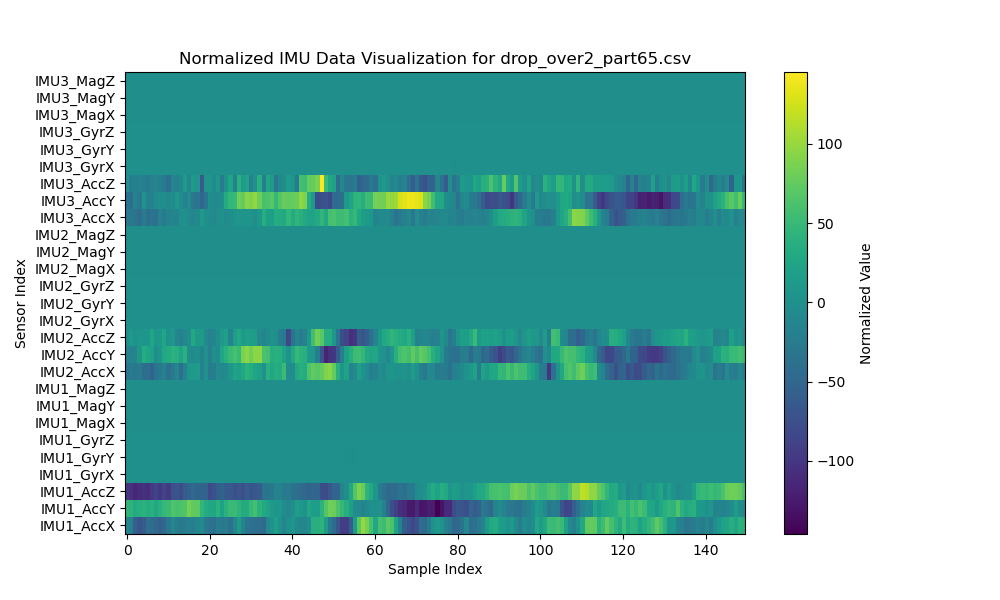 Normalized IMU Data Visualization for drop_over2_part65.csv
IMU3_MagZ
IMU3_MagY
IMU3_MagX
IMU3_GyrZ
IMU3_GyrY
IMU3_GyrX
IMU3_AccZ
IMU3_AccY
IMU3_AccX
IMU2_MagZ
IMU2_MagY
IMU2_MagX
IMU2_GyrZ
IMU2_GyrY
IMU2_GyrX
IMU2_AccZ
IMU2_AccY
IMU2_AccX
IMU1_MagZ
IMU1_MagY
IMU1_MagX
IMU1_GyrZ
IMU1_GyrY
IMU1_GyrX
IMU1_AccZ
IMU1_AccY
IMU1_AccX
Sensor Index
0 20 40 60 80 100 120 140
Sample Index
100
50
0
−50
−100
Normalized Value